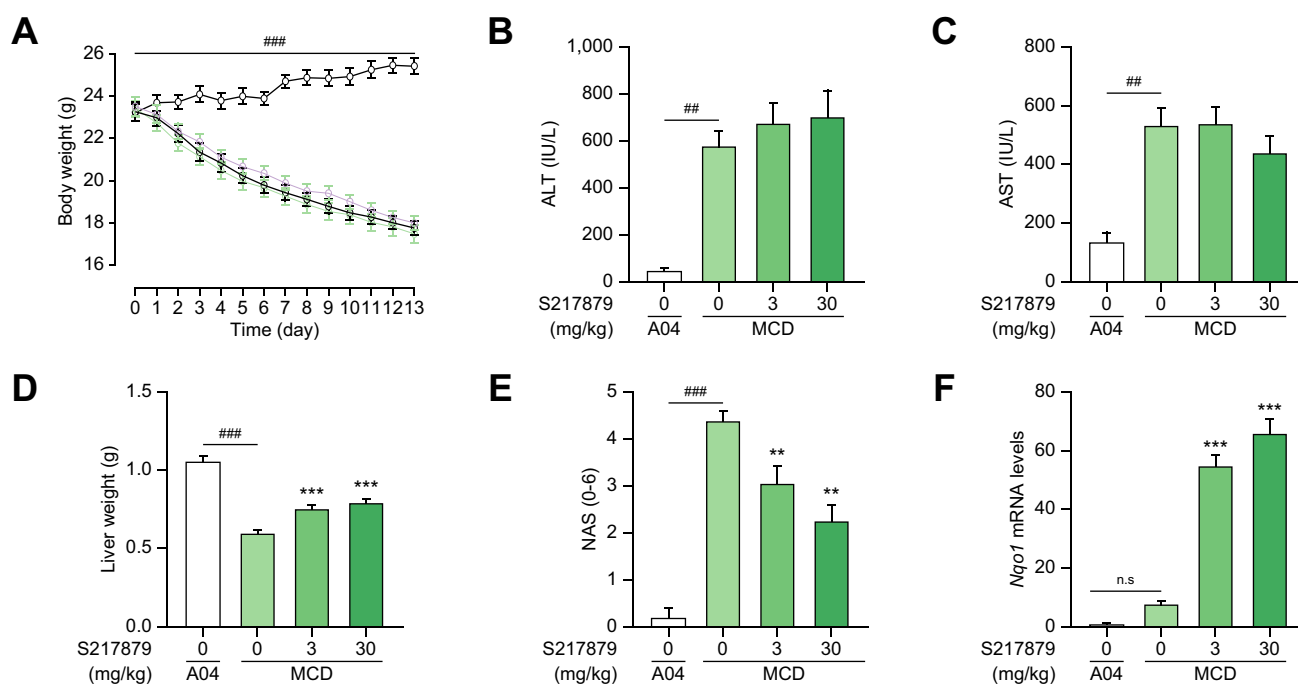 A
###
26
24
22
20
18
16
Body weight (g)
0 1 2 3 4 5 6 7 8 9 10 11 12 13
Time (day)
B
1,000
800
600
400
200
0
ALT (IU/L)
##
S217879 0 0 3 30
(mg/kg) A04 MCD
C
800
600
400
200
0
AST (IU/L)
##
S217879 0 0 3 30
(mg/kg) A04 MCD
D
1.5
1.0
0.5
0.0
Liver weight (g)
###
*** ***
S217879 0 0 3 30
(mg/kg) A04 MCD
E
5
4
3
2
1
0
NAS (0-6)
###
**
**
S217879 0 0 3 30
(mg/kg) A04 MCD
F
80
60
40
20
0
Nqo1 mRNA levels
n.s
***
***
S217879 0 0 3 30
(mg/kg) A04 MCD